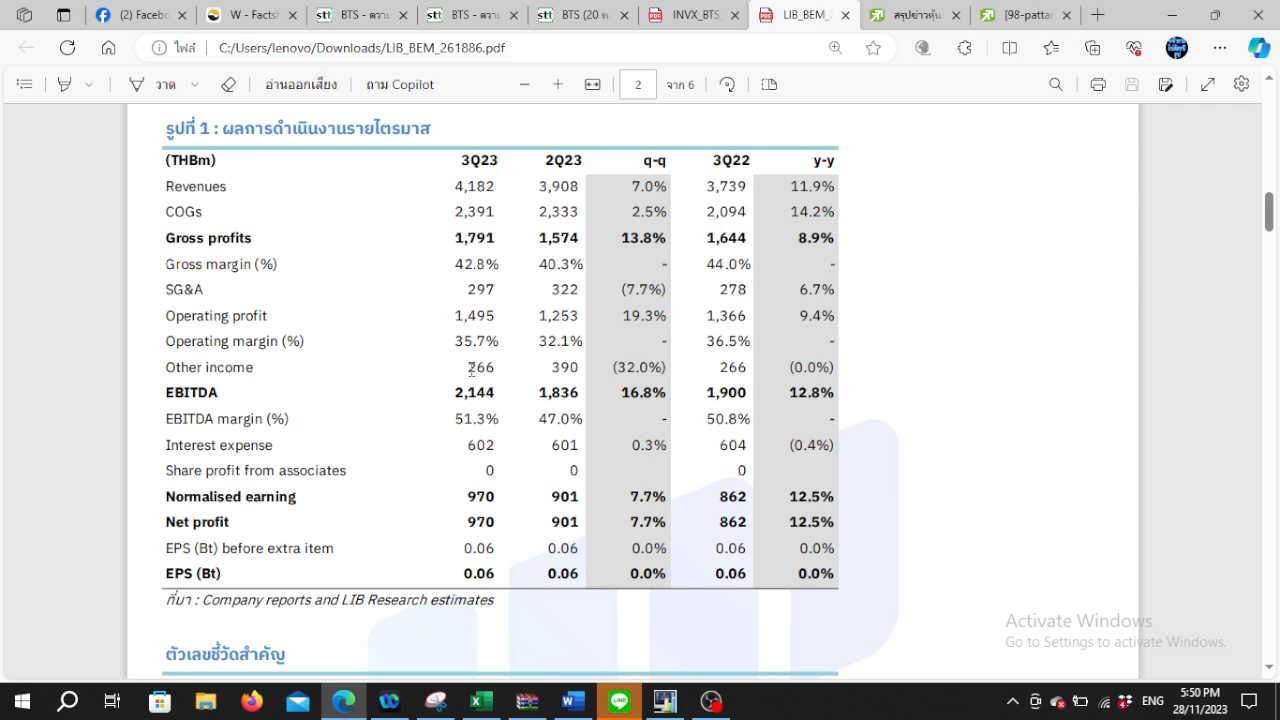 (2) Facebo
W - Factsh
BTS - ความ
BTS - ความ
BTS (20 พ.
INVX_BTS_
LIB_BEM_2
สรุปข่าวหุ้น
[98-pattan
ไฟล์ C:/Users/lenovo/Downloads/LIB_BEM_261886.pdf
วาด อ่านออกเสียง ถาม Copilot 2 จาก 6
รูปที่ 1 : ผลการดำเนินงานรายไตรมาส
(THBm) 3Q23 2Q23 q-q 3Q22 y-y
Revenues 4,182 3,908 7.0% 3,739 11.9%
COGs 2,391 2,333 2.5% 2,094 14.2%
Gross profits 1,791 1,574 13.8% 1,644 8.9%
Gross margin (%) 42.8% 40.3% - 44.0% -
SG&A 297 322 (7.7%) 278 6.7%
Operating profit 1,495 1,253 19.3% 1,366 9.4%
Operating margin (%) 35.7% 32.1% - 36.5% -
Other income 266 390 (32.0%) 266 (0.0%)
EBITDA 2,144 1,836 16.8% 1,900 12.8%
EBITDA margin (%) 51.3% 47.0% - 50.8% -
Interest expense 602 601 0.3% 604 (0.4%)
Share profit from associates 0 0 0
Normalised earning 970 901 7.7% 862 12.5%
Net profit 970 901 7.7% 862 12.5%
EPS (Bt) before extra item 0.06 0.06 0.0% 0.06 0.0%
EPS (Bt) 0.06 0.06 0.0% 0.06 0.0%
ที่มา : Company reports and LIB Research estimates
ตัวเลขชี้วัดสำคัญ
Activate Windows
Go to Settings to activate Windows.
ENG
5:50 PM
28/11/2023